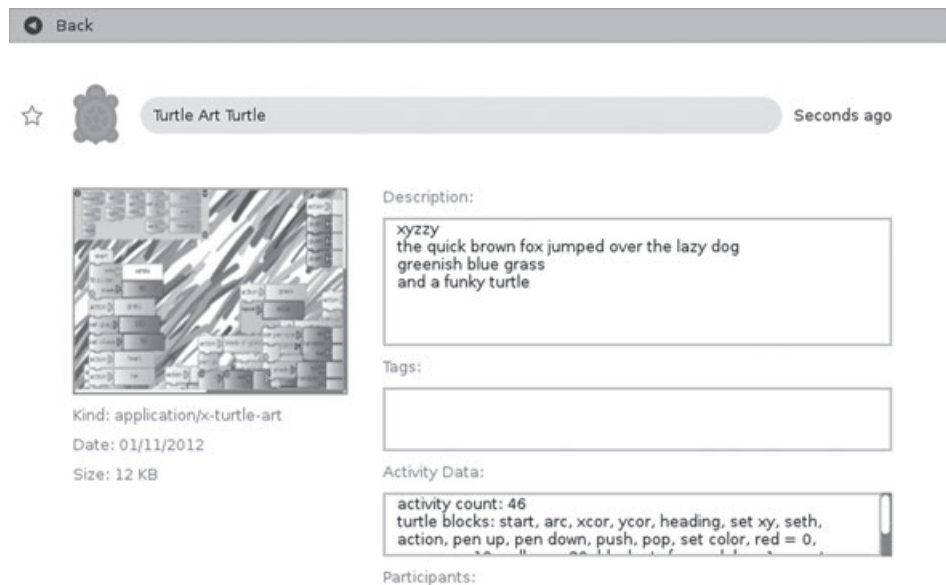 Back
Turtle Art Turtle
Seconds ago
Description:
xyzzy
the quick brown fox jumped over the lazy dog
greenish blue grass
and a funky turtle
Tags:
Kind: application/x-turtle-art
Date: 01/11/2012
Size: 12 KB
Activity Data:
activity count: 46
turtle blocks: start, arc, xcor, ycor, heading, set xy, seth,
action, pen up, pen down, push, pop, set color, red = 0,
Participants: